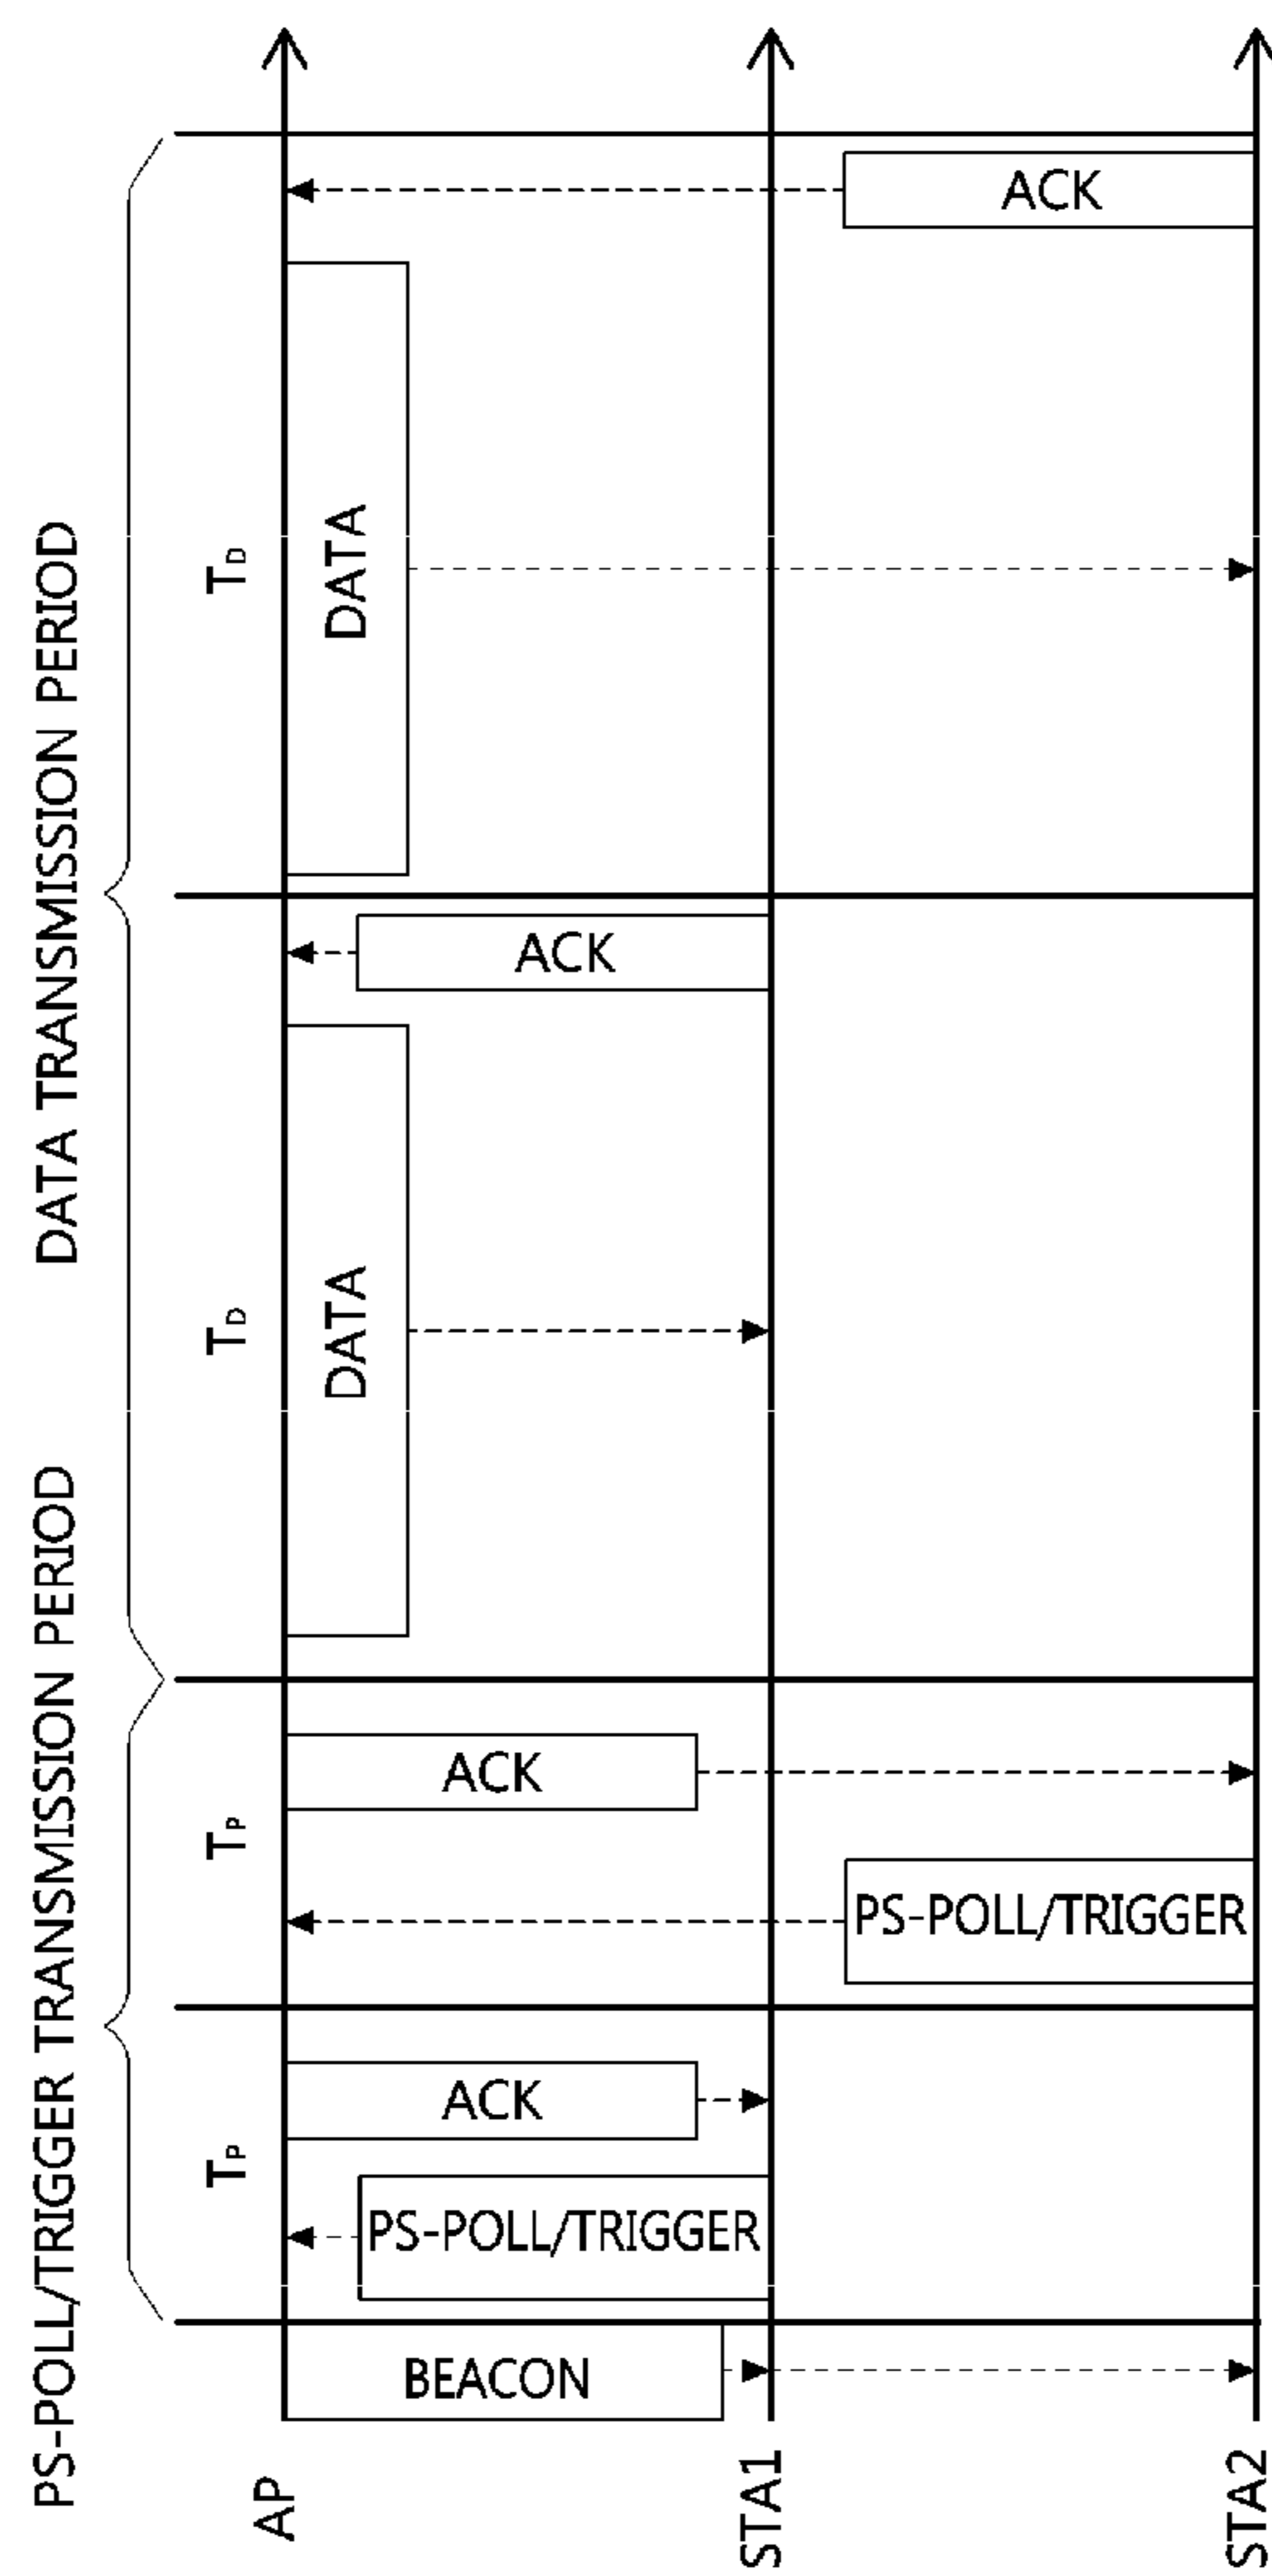 PS-POLL/TRIGGER TRANSMISSION PERIOD
DATA TRANSMISSION PERIOD
TP
TP
TD
TD
AP
BEACON
ACK
ACK
DATA
DATA
STA1
PS-POLL/TRIGGER
ACK
STA2
PS-POLL/TRIGGER
ACK